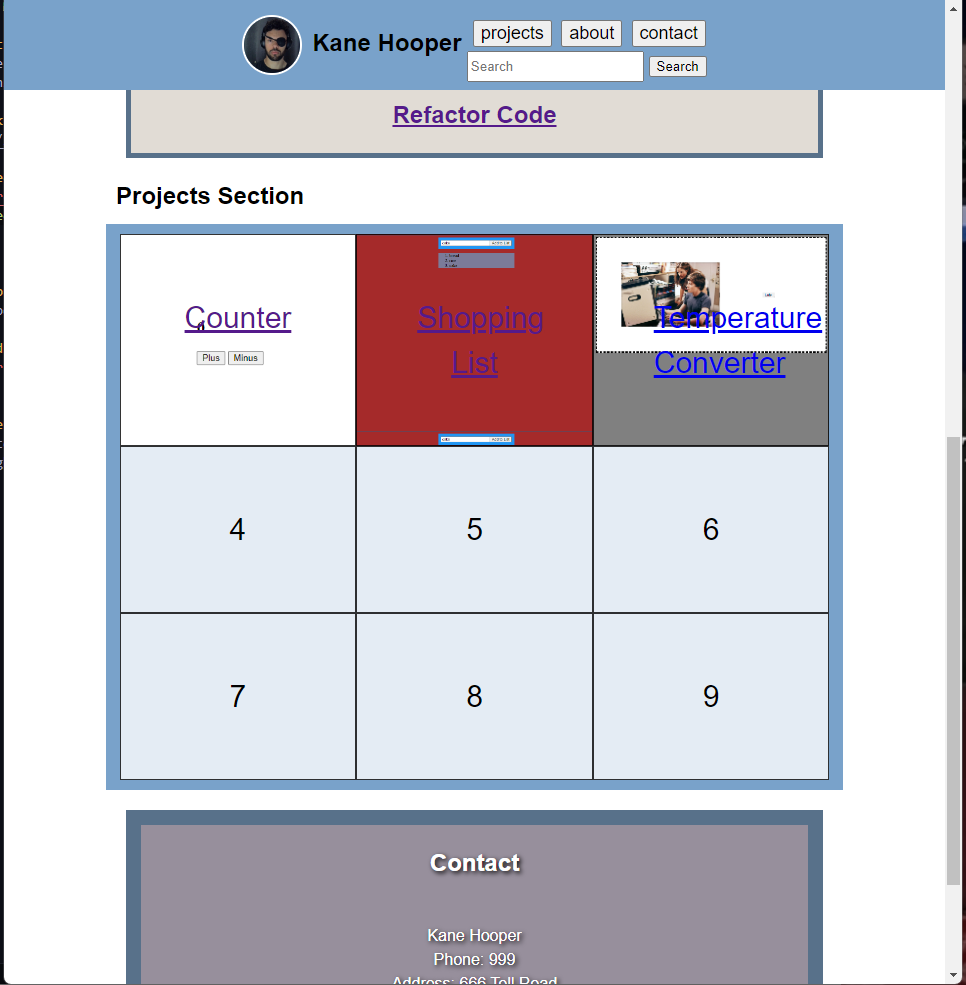 Kane Hooper
projects about contact
Search Search
Refactor Code
Projects Section
Counter
Plus Minus
Shopping
List
Temperature
Converter
4 5 6
7 8 9
Contact
Kane Hooper
Phone: 999
Address: 666 Toll Road